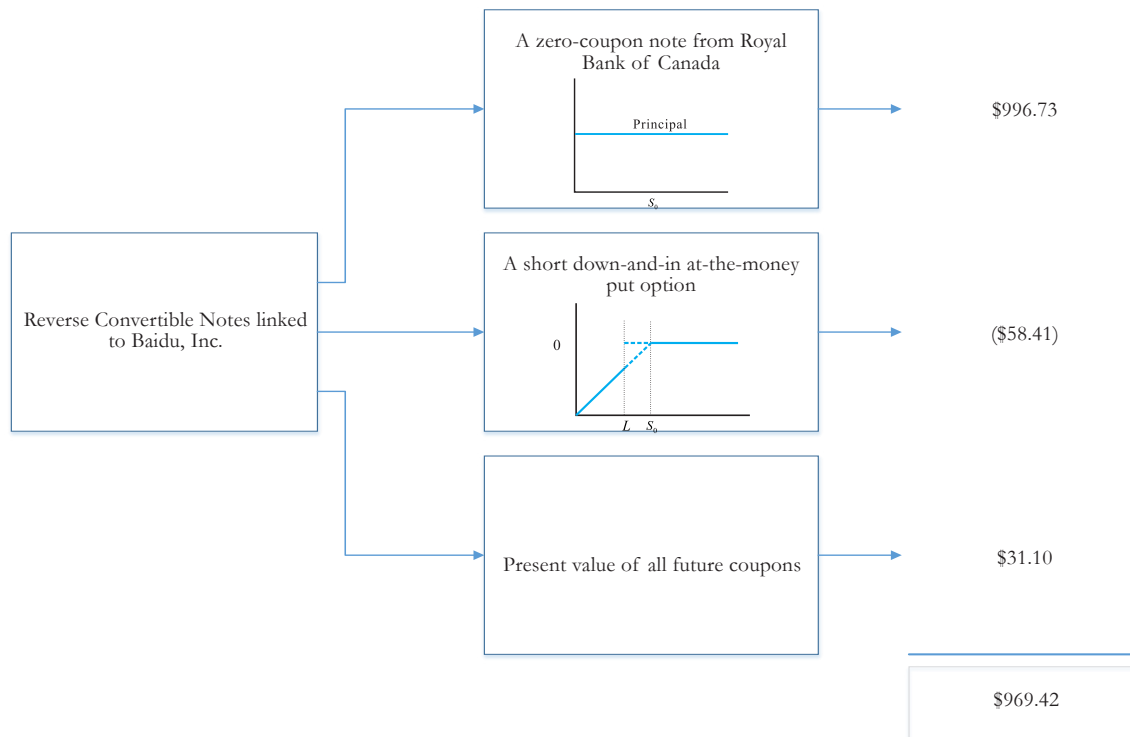 A zero-coupon note from Royal
Bank of Canada
Principal
S₀
$996.73
Reverse Convertible Notes linked
to Baidu, Inc.
A short down-and-in at-the-money
put option
0
L S₀
($58.41)
Present value of all future coupons
$31.10
$969.42